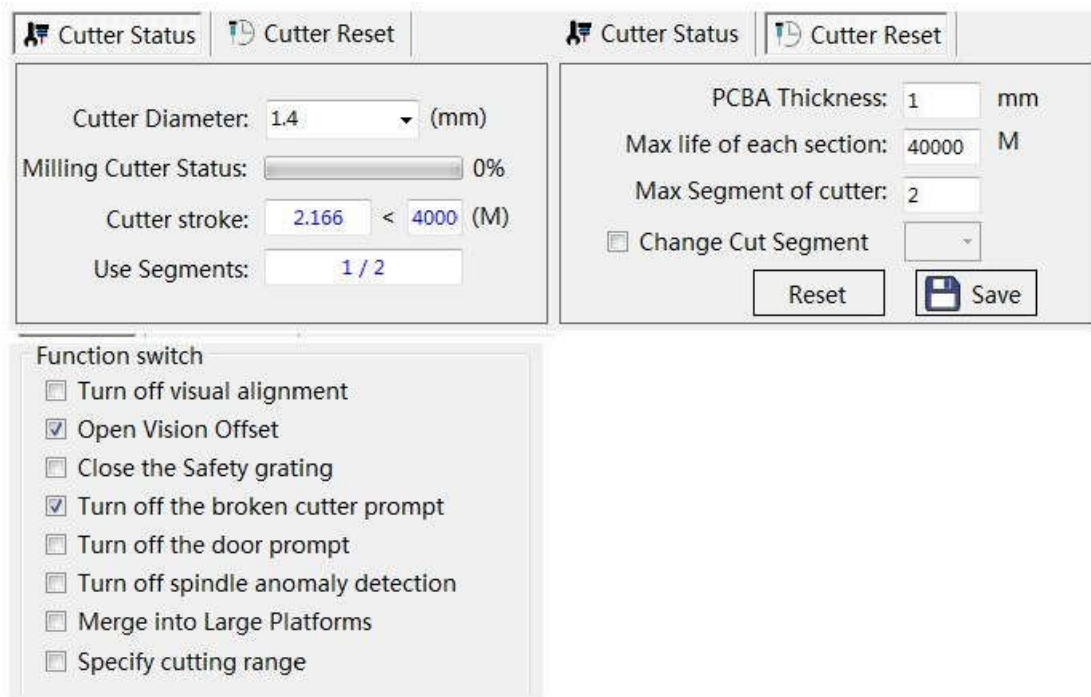 Cutter Status
Cutter Reset
Cutter Diameter: 1.4 (mm)
Milling Cutter Status: 0%
Cutter stroke: 2.166 < 4000 (M)
Use Segments: 1 / 2
Cutter Status
Cutter Reset
PCBA Thickness: 1 mm
Max life of each section: 40000 M
Max Segment of cutter: 2
Change Cut Segment
Reset
Save
Function switch
Turn off visual alignment
Open Vision Offset
Close the Safety grating
Turn off the broken cutter prompt
Turn off the door prompt
Turn off spindle anomaly detection
Merge into Large Platforms
Specify cutting range